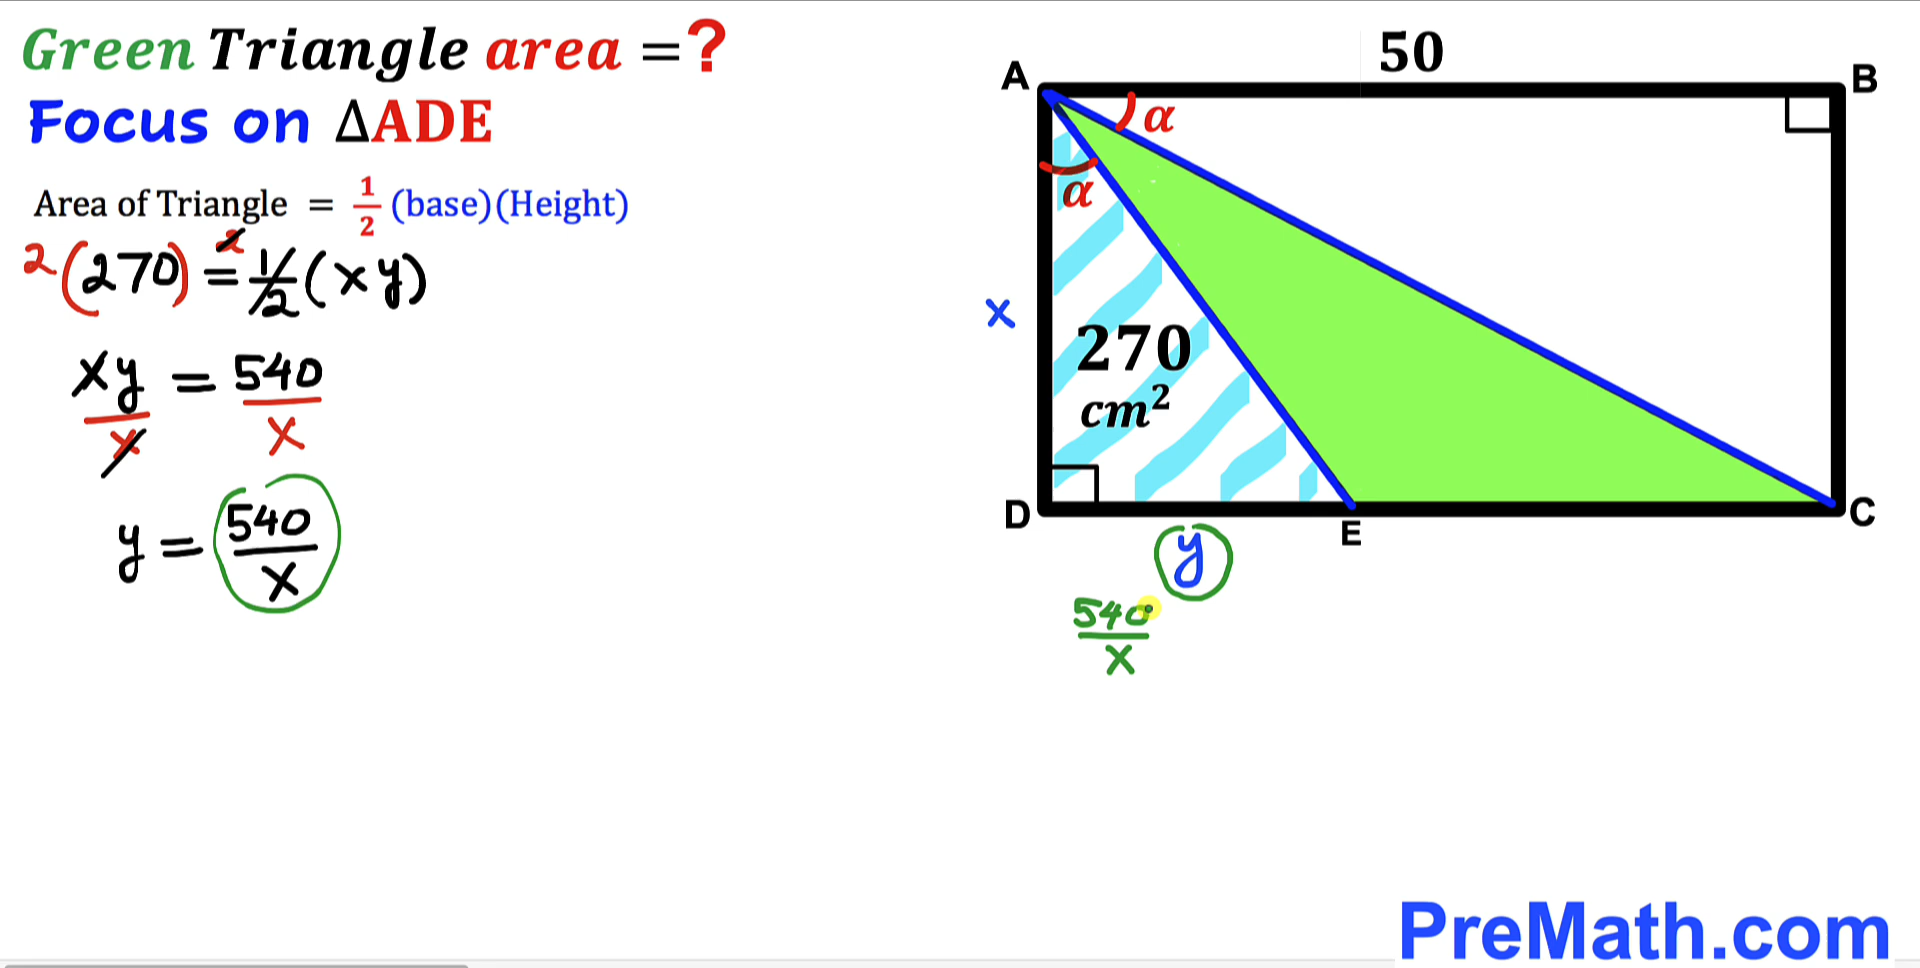 Green Triangle area =?
Focus on ΔADE
Area of Triangle = 1/2 (base)(Height)
2(270) = 2 1/2 (xy)
xy/x = 540/x
y = 540/x
50
A
B
α
α
x
270
cm²
D
E
C
y
540/x
PreMath.com